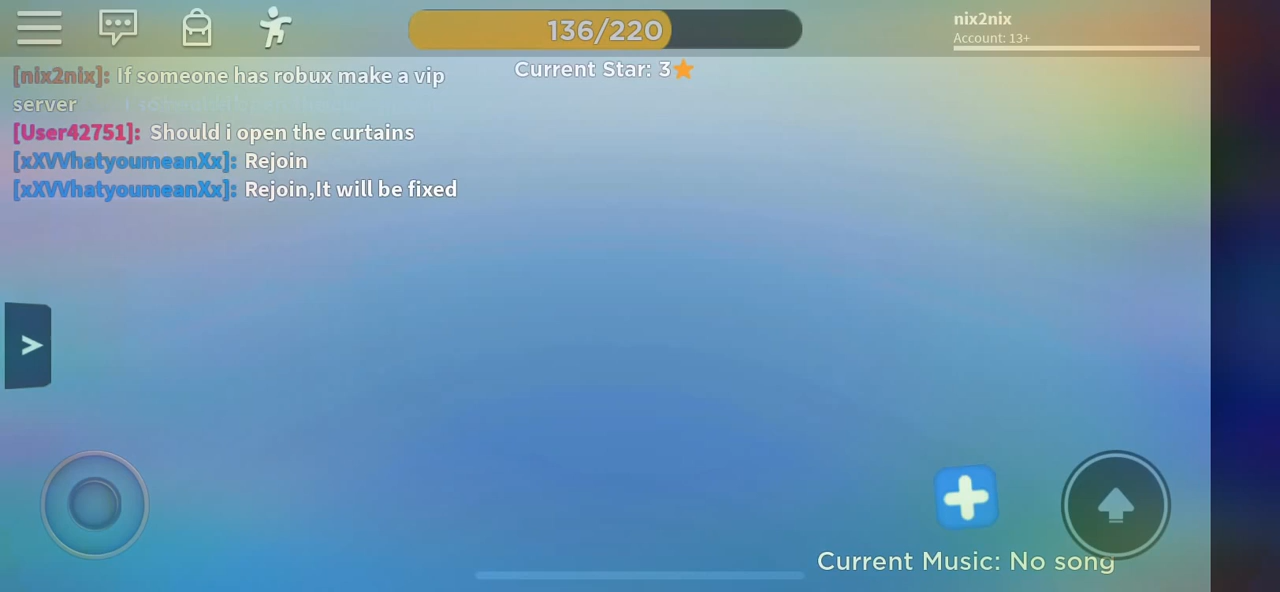 136/220
nix2nix
Account: 13+
Current Star: 3
[nix2nix]: If someone has robux make a vip
server
[User42751]: Should i open the curtains
[xXVVhatyoumeanXx]: Rejoin
[xXVVhatyoumeanXx]: Rejoin,It will be fixed
Current Music: No song